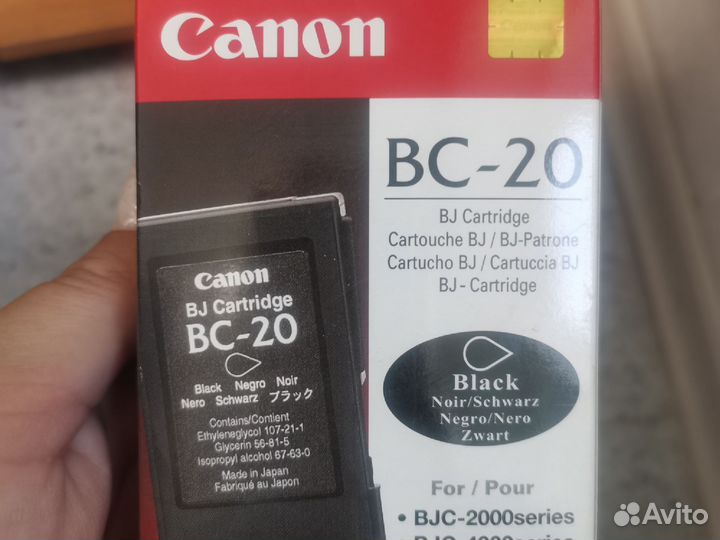 Canon
BC-20
BJ Cartridge
Cartouche BJ / BJ-Patrone
Cartucho BJ / Cartuccia BJ
BJ - Cartridge
Canon
BJ Cartridge
BC-20
Black Negro Noir
Nero Schwarz ブラック
Contains/Contient
Ethyleneglycol 107-21-1
Glycerin 56-81-5
Isopropyl alcohol 67-63-0
Made in Japan
Fabriqué au Japon
Black
Noir/Schwarz
Negro/Nero
Zwart
For / Pour
• BJC-2000series
Avito